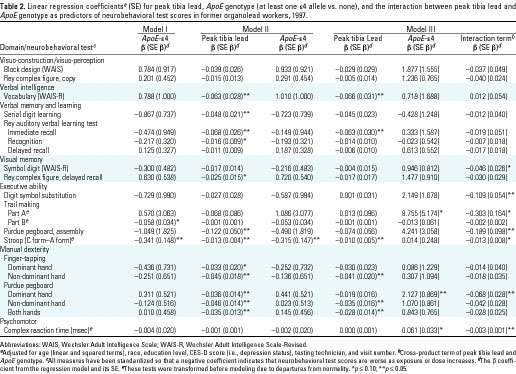 Table 2. Linear regression coefficientsᵃ (SE) for peak tibia lead, ApoE genotype (at least one ε4 allele vs. none), and the interaction between peak tibia lead and
ApoE genotype as predictors of neurobehavioral test scores in former organolead workers, 1997.
Model I Model II Model III
ApoE-ε4 Peak tibia lead ApoE-ε4 Peak tibia Lead ApoE-ε4 Interaction termᵇ
Domain/neurobehavioral testᶜ β (SE β)ᵈ β (SE β)ᵈ β (SE β)ᵈ β (SE β)ᵈ β (SE β)ᵈ β (SE β)ᵈ
Visuo-construction/visuo-perception
Block design (WAIS) 0.784 (0.917) −0.039 (0.026) 0.933 (0.921) −0.029 (0.029) 1.877 (1.555) −0.037 (0.049)
Rey complex figure, copy 0.201 (0.452) −0.015 (0.013) 0.291 (0.454) −0.005 (0.014) 1.236 (0.765) −0.040 (0.024)
Verbal intelligence
Vocabulary (WAIS-R) 0.788 (1.000) −0.063 (0.028)** 1.010 (1.000) −0.066 (0.031)** 0.718 (1.688) 0.012 (0.054)
Verbal memory and learning
Serial digit learning −0.867 (0.737) −0.048 (0.021)** −0.723 (0.739) −0.045 (0.023) −0.428 (1.248) −0.012 (0.040)
Rey auditory verbal learning test
Immediate recall −0.474 (0.949) −0.068 (0.026)** −0.149 (0.944) −0.063 (0.030)** 0.333 (1.587) −0.019 (0.051)
Recognition −0.217 (0.320) −0.016 (0.009)* −0.193 (0.321) −0.014 (0.010) −0.023 (0.542) −0.007 (0.018)
Delayed recall 0.125 (0.327) −0.011 (0.009) 0.187 (0.328) −0.006 (0.010) 0.613 (0.552) −0.017 (0.018)
Visual memory
Symbol digit (WAIS-R) −0.300 (0.482) −0.017 (0.014) −0.216 (0.483) −0.004 (0.015) 0.946 (0.812) −0.046 (0.026)*
Rey complex figure, delayed recall 0.630 (0.538) −0.025 (0.015)* 0.720 (0.540) −0.017 (0.017) 1.477 (0.910) −0.030 (0.029)
Executive ability
Digit symbol substitution −0.729 (0.990) −0.027 (0.028) −0.587 (0.994) 0.001 (0.031) 2.149 (1.678) −0.109 (0.054)**
Trail making
Part Aᵉ 0.570 (3.063) −0.068 (0.086) 1.086 (3.077) 0.013 (0.096) 8.755 (5.174)* −0.303 (0.164)*
Part Bᵉ −0.058 (0.034)* −0.001 (0.001) −0.053 (0.034) −0.001 (0.001) −0.013 (0.061) −0.002 (0.002)
Purdue pegboard, assembly −1.049 (1.825) −0.122 (0.050)** −0.490 (1.819) −0.074 (0.056) 4.241 (3.058) −0.189 (0.098)**
Stroop (C form−A form)ᵉ −0.341 (0.148)** −0.013 (0.004)** −0.315 (0.147)** −0.010 (0.005)** 0.014 (0.248) −0.013 (0.008)*
Manual dexterity
Finger-tapping
Dominant hand −0.436 (0.731) −0.033 (0.020)* −0.252 (0.732) −0.030 (0.023) 0.086 (1.229) −0.014 (0.040)
Non-dominant hand −0.251 (0.651) −0.045 (0.018)** −0.136 (0.651) −0.041 (0.020)** 0.307 (1.094) −0.018 (0.035)
Purdue pegboard
Dominant hand 0.311 (0.521) −0.036 (0.014)** 0.441 (0.521) −0.019 (0.016) 2.127 (0.869)** −0.068 (0.028)**
Non-dominant hand −0.124 (0.516) −0.046 (0.014)** 0.023 (0.513) −0.035 (0.016)** 1.070 (0.861) −0.042 (0.028)
Both hands 0.010 (0.458) −0.035 (0.013)** 0.145 (0.456) −0.028 (0.014)** 0.843 (0.765) −0.028 (0.025)
Psychomotor
Complex reaction time (msec)ᵉ −0.004 (0.020) −0.001 (0.001) −0.002 (0.020) 0.000 (0.001) 0.061 (0.033)* −0.003 (0.001)**
Abbreviations: WAIS, Wechsler Adult Intelligence Scale; WAIS-R, Wechsler Adult Intelligence Scale-Revised.
ᵃAdjusted for age (linear and squared terms), race, education level, CES-D score (i.e., depression status), testing technician, and visit number. ᵇCross-product term of peak tibia lead and
ApoE genotype. ᶜAll measures have been standardized so that a negative coefficient indicates that neurobehavioral test scores are worse as exposure or dose increases. ᵈThe β coeffi-
cient from the regression model and its SE. ᵉThese tests were transformed before modeling due to departures from normality. *p ≤ 0.10; **p ≤ 0.05.